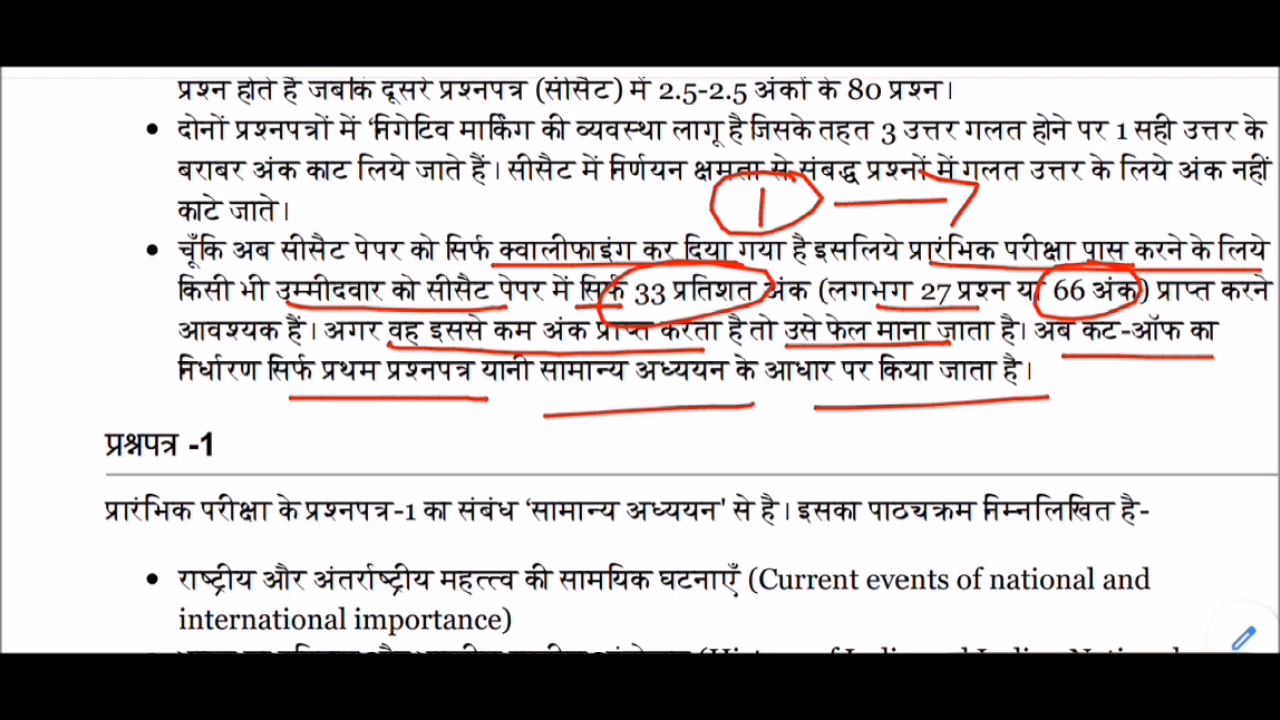 प्रश्न होते हैं जबकि दूसरे प्रश्नपत्र (सीसैट) में 2.5-2.5 अंकों के 80 प्रश्न।
• दोनों प्रश्नपत्रों में 'निगेटिव मार्किंग की व्यवस्था लागू है जिसके तहत 3 उत्तर गलत होने पर 1 सही उत्तर के
बराबर अंक काट लिये जाते हैं। सीसैट में निर्णयन क्षमता से संबद्ध प्रश्नों में गलत उत्तर के लिये अंक नहीं
काटे जाते।
1
• चूँकि अब सीसैट पेपर को सिर्फ क्वालीफाइंग कर दिया गया है इसलिये प्रारंभिक परीक्षा पास करने के लिये
किसी भी उम्मीदवार को सीसैट पेपर में सिर्फ 33 प्रतिशत अंक (लगभग 27 प्रश्न या 66 अंक) प्राप्त करने
आवश्यक हैं। अगर वह इससे कम अंक प्राप्त करता है तो उसे फेल माना जाता है। अब कट-ऑफ का
निर्धारण सिर्फ प्रथम प्रश्नपत्र यानी सामान्य अध्ययन के आधार पर किया जाता है।
प्रश्नपत्र -1
प्रारंभिक परीक्षा के प्रश्नपत्र-1 का संबंध 'सामान्य अध्ययन' से है। इसका पाठ्यक्रम निम्नलिखित है-
• राष्ट्रीय और अंतर्राष्ट्रीय महत्त्व की सामयिक घटनाएँ (Current events of national and
international importance)